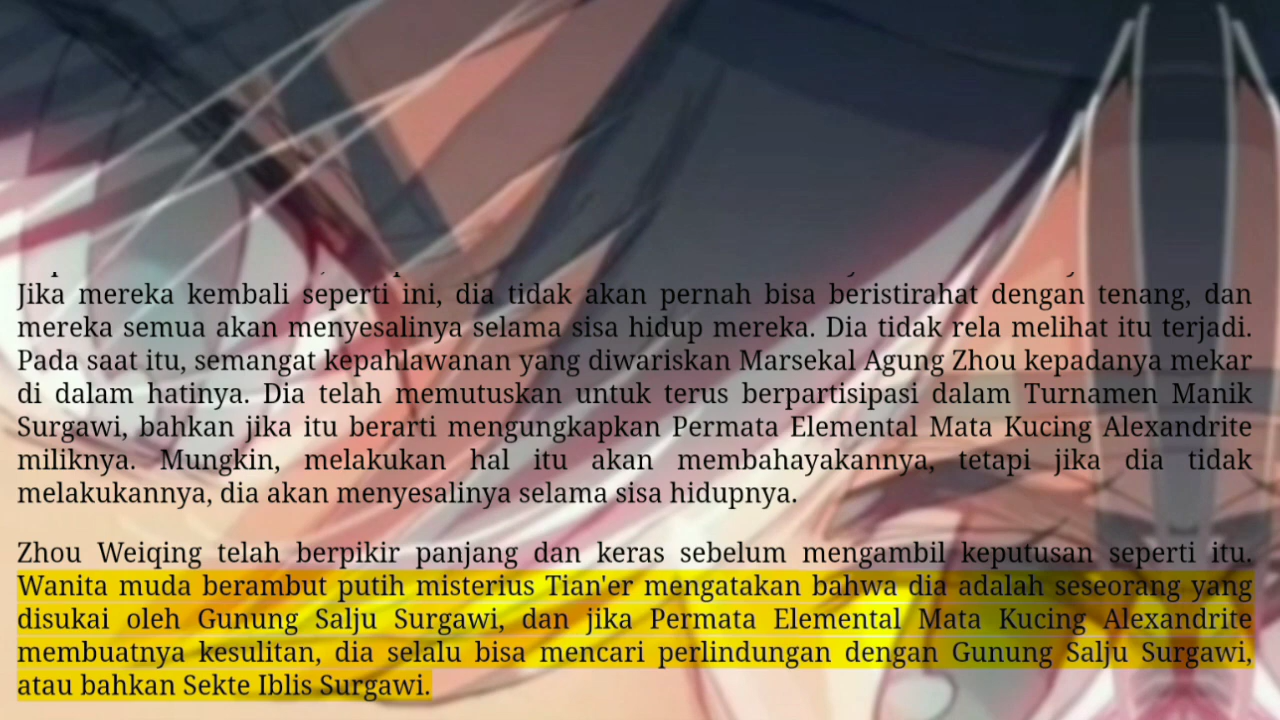 Jika mereka kembali seperti ini, dia tidak akan pernah bisa beristirahat dengan tenang, dan
mereka semua akan menyesalinya selama sisa hidup mereka. Dia tidak rela melihat itu terjadi.
Pada saat itu, semangat kepahlawanan yang diwariskan Marsekal Agung Zhou kepadanya mekar
di dalam hatinya. Dia telah memutuskan untuk terus berpartisipasi dalam Turnamen Manik
Surgawi, bahkan jika itu berarti mengungkapkan Permata Elemental Mata Kucing Alexandrite
miliknya. Mungkin, melakukan hal itu akan membahayakannya, tetapi jika dia tidak
melakukannya, dia akan menyesalinya selama sisa hidupnya.
Zhou Weiqing telah berpikir panjang dan keras sebelum mengambil keputusan seperti itu.
Wanita muda berambut putih misterius Tian'er mengatakan bahwa dia adalah seseorang yang
disukai oleh Gunung Salju Surgawi, dan jika Permata Elemental Mata Kucing Alexandrite
membuatnya kesulitan, dia selalu bisa mencari perlindungan dengan Gunung Salju Surgawi,
atau bahkan Sekte Iblis Surgawi.